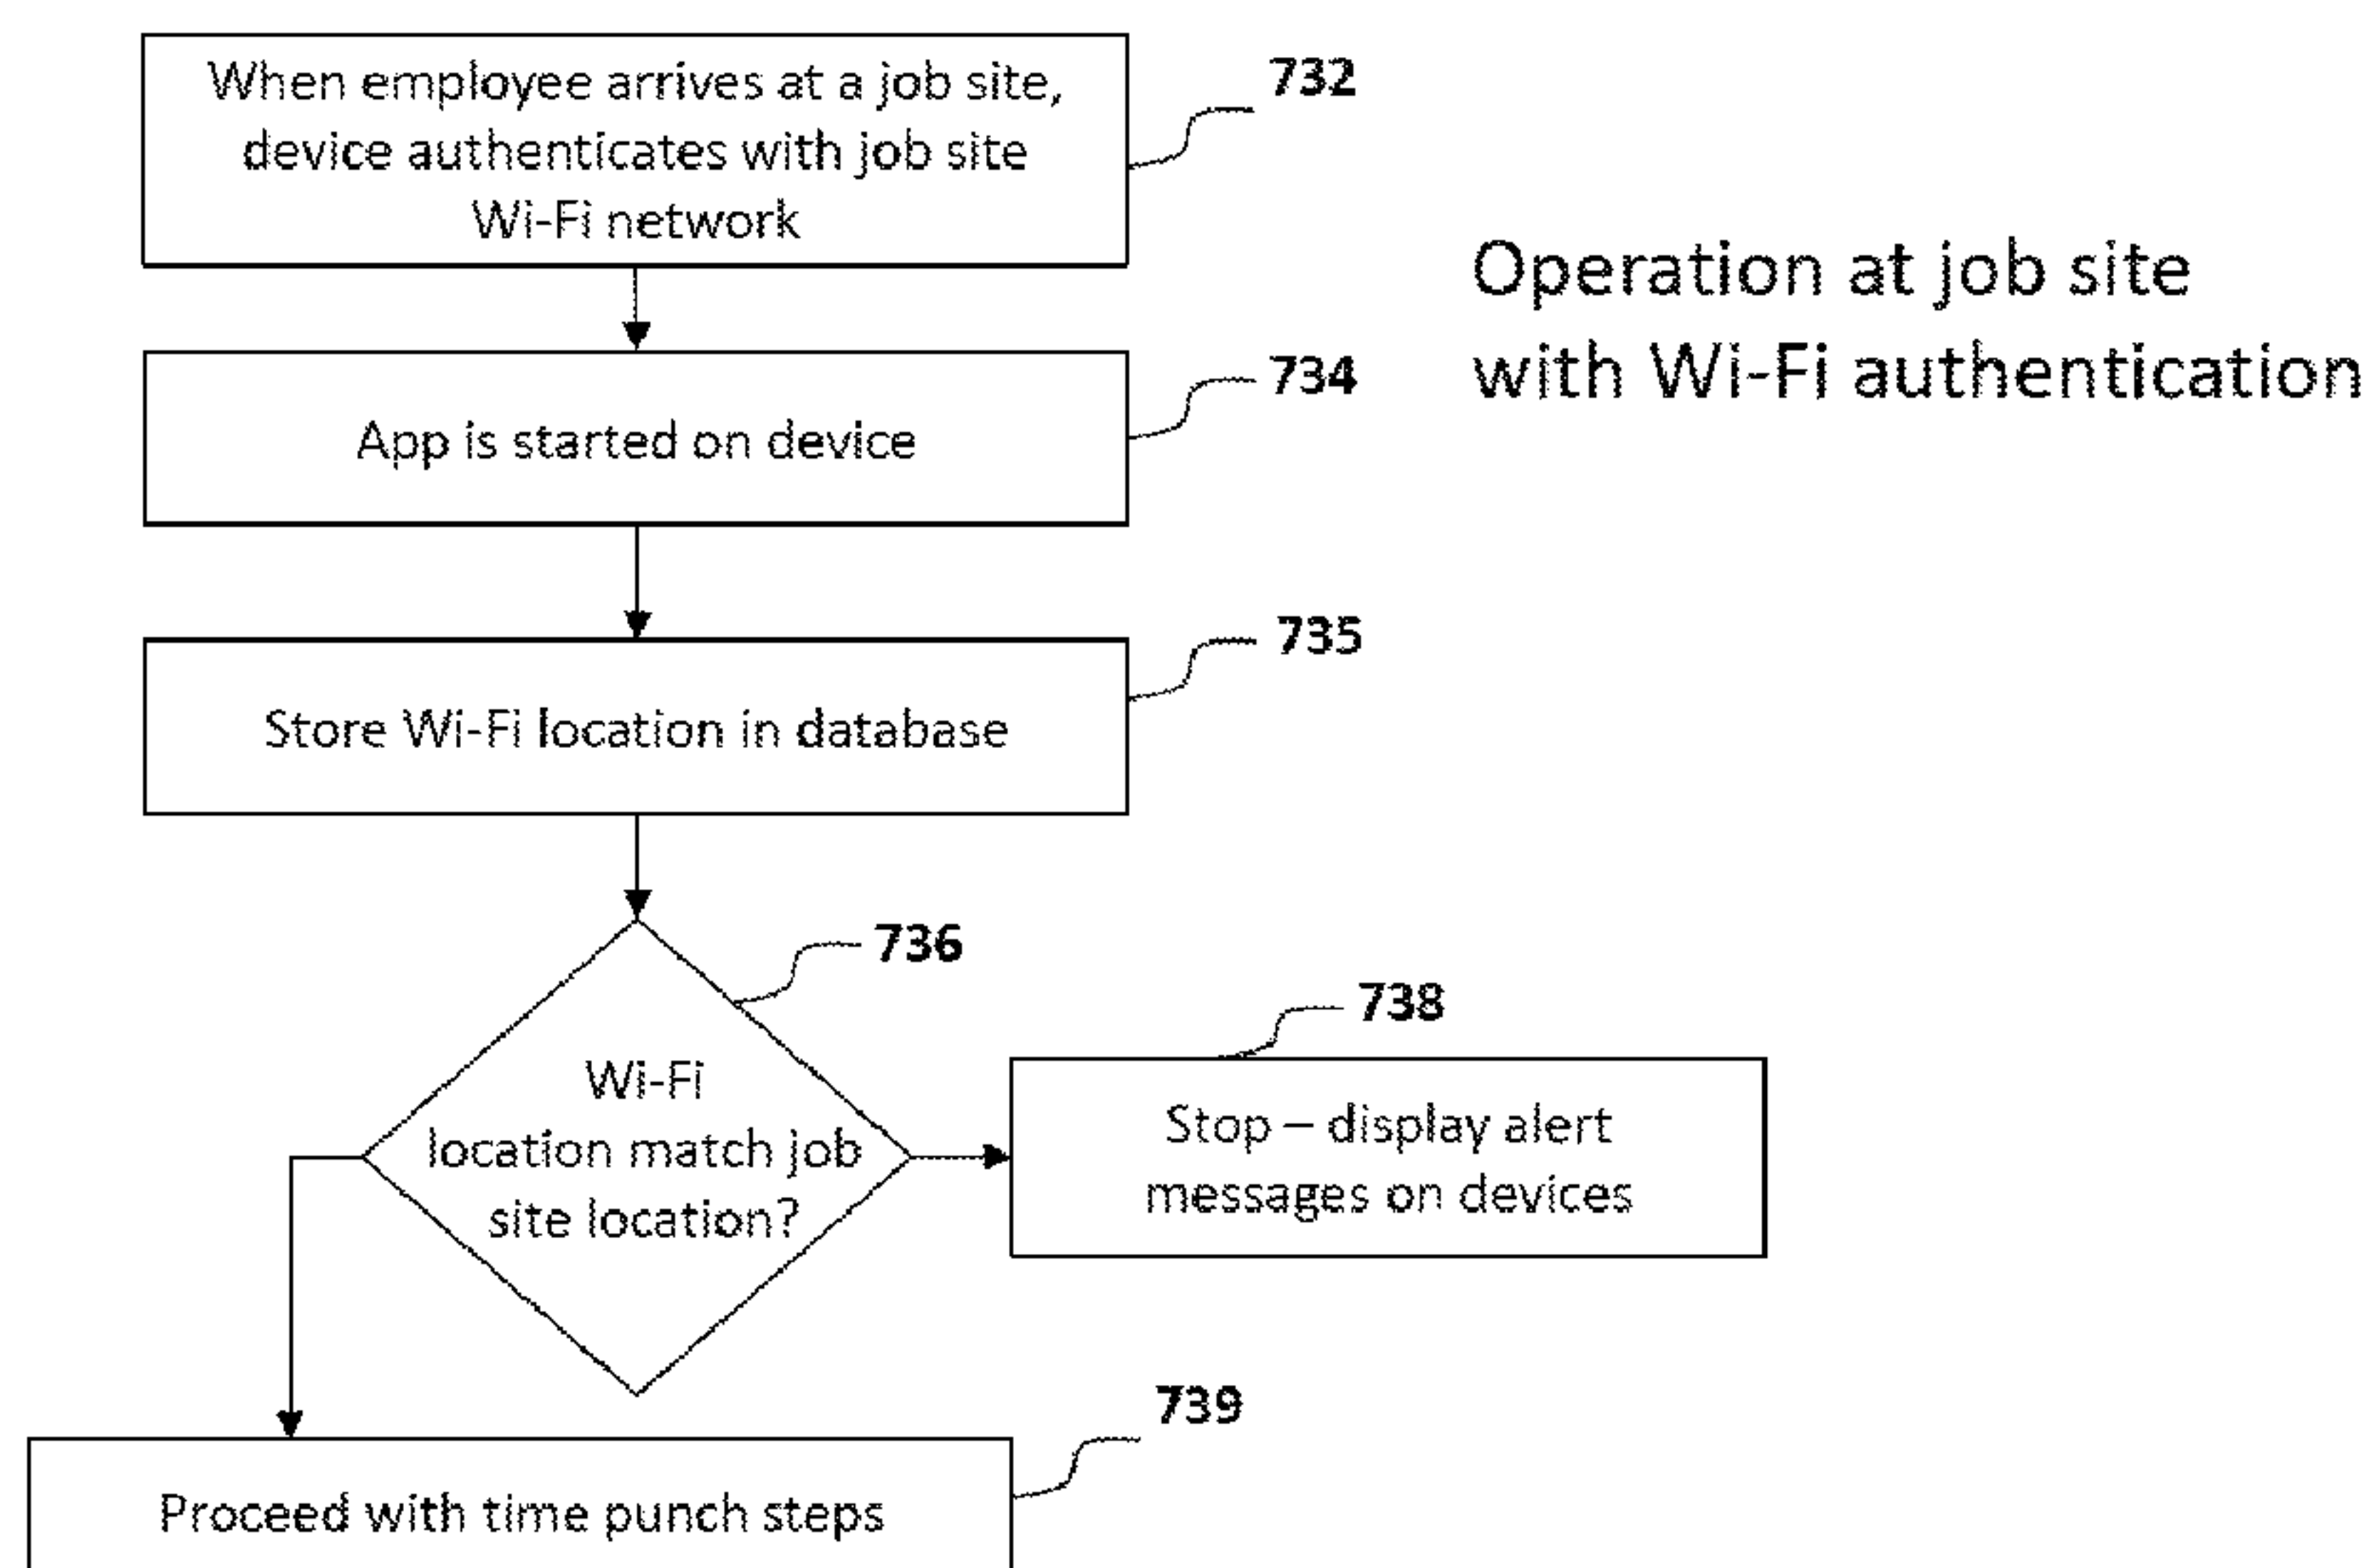 When employee arrives at a job site,
device authenticates with job site
Wi-Fi network
732
Operation at job site
with Wi-Fi authentication
App is started on device
734
Store Wi-Fi location in database
735
Wi-Fi
location match job
site location?
736
Stop – display alert
messages on devices
738
Proceed with time punch steps
739